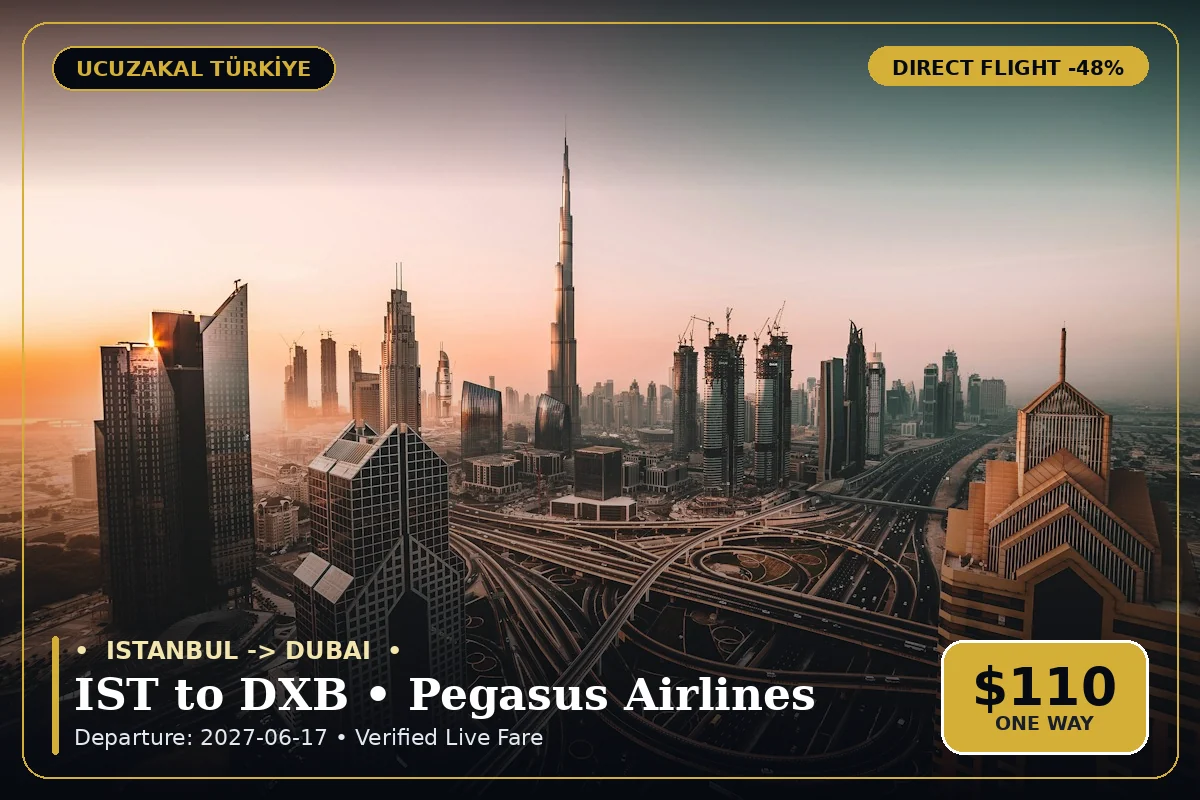 UCUZAKAL TÜRKİYE
DIRECT FLIGHT -48%
• ISTANBUL -> DUBAI •
IST to DXB • Pegasus Airlines
Departure: 2027-06-17 • Verified Live Fare
$110
ONE WAY